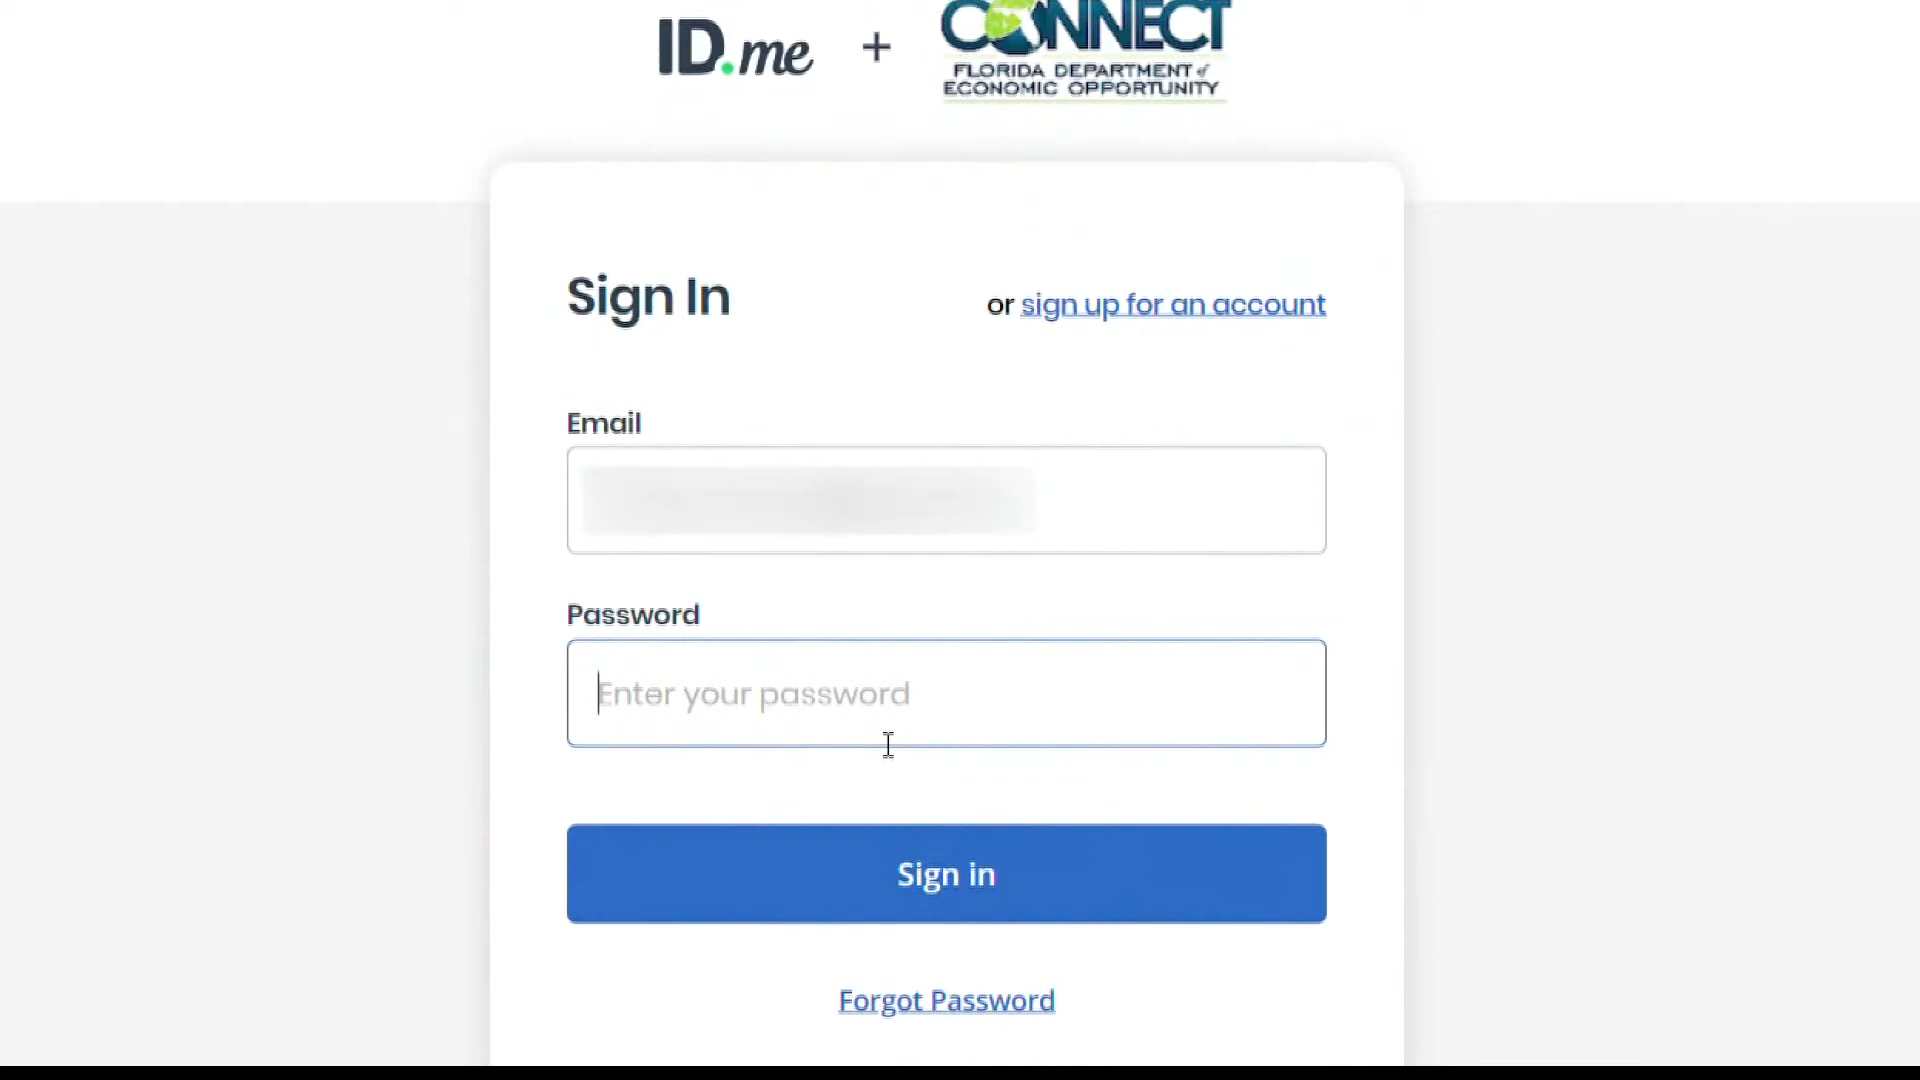 ID.me + CONNECT
FLORIDA DEPARTMENT of
ECONOMIC OPPORTUNITY
Sign In
or sign up for an account
Email
Password
Enter your password
Sign in
Forgot Password